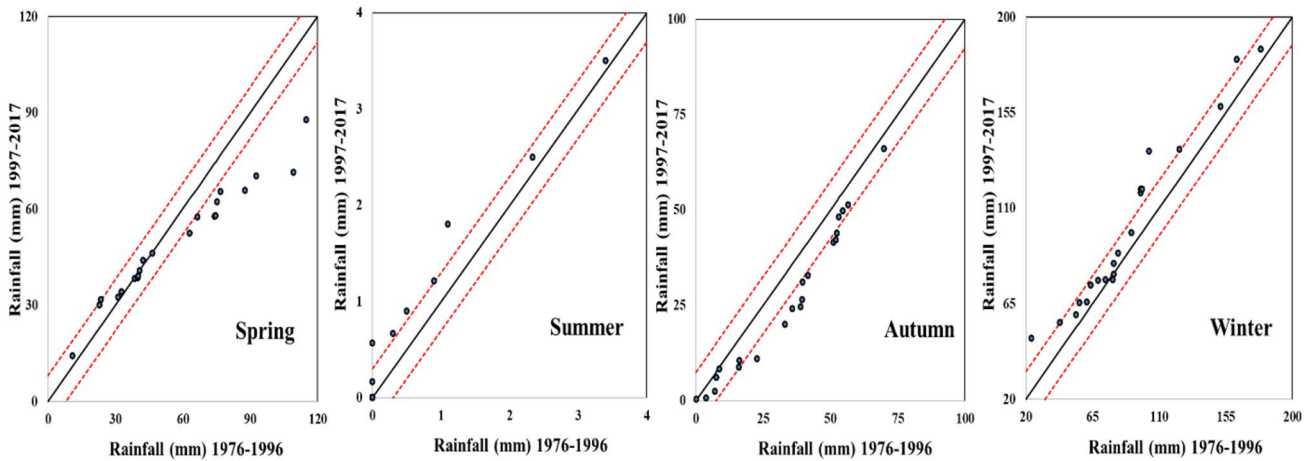 Rainfall (mm) 1997-2017
120
90
60
30
0
0 30 60 90 120
Spring
Rainfall (mm) 1976-1996
Rainfall (mm) 1997-2017
4
3
2
1
0
0 1 2 3 4
Summer
Rainfall (mm) 1976-1996
Rainfall (mm) 1997-2017
100
75
50
25
0
0 25 50 75 100
Autumn
Rainfall (mm) 1976-1996
Rainfall (mm) 1997-2017
200
155
110
65
20
20 65 110 155 200
Winter
Rainfall (mm) 1976-1996